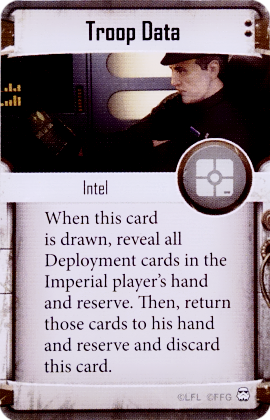 Troop Data
Intel
When this card
is drawn, reveal all
Deployment cards in the
Imperial player's hand
and reserve. Then, return
those cards to his hand
and reserve and discard
this card.
©LFL ©FFG